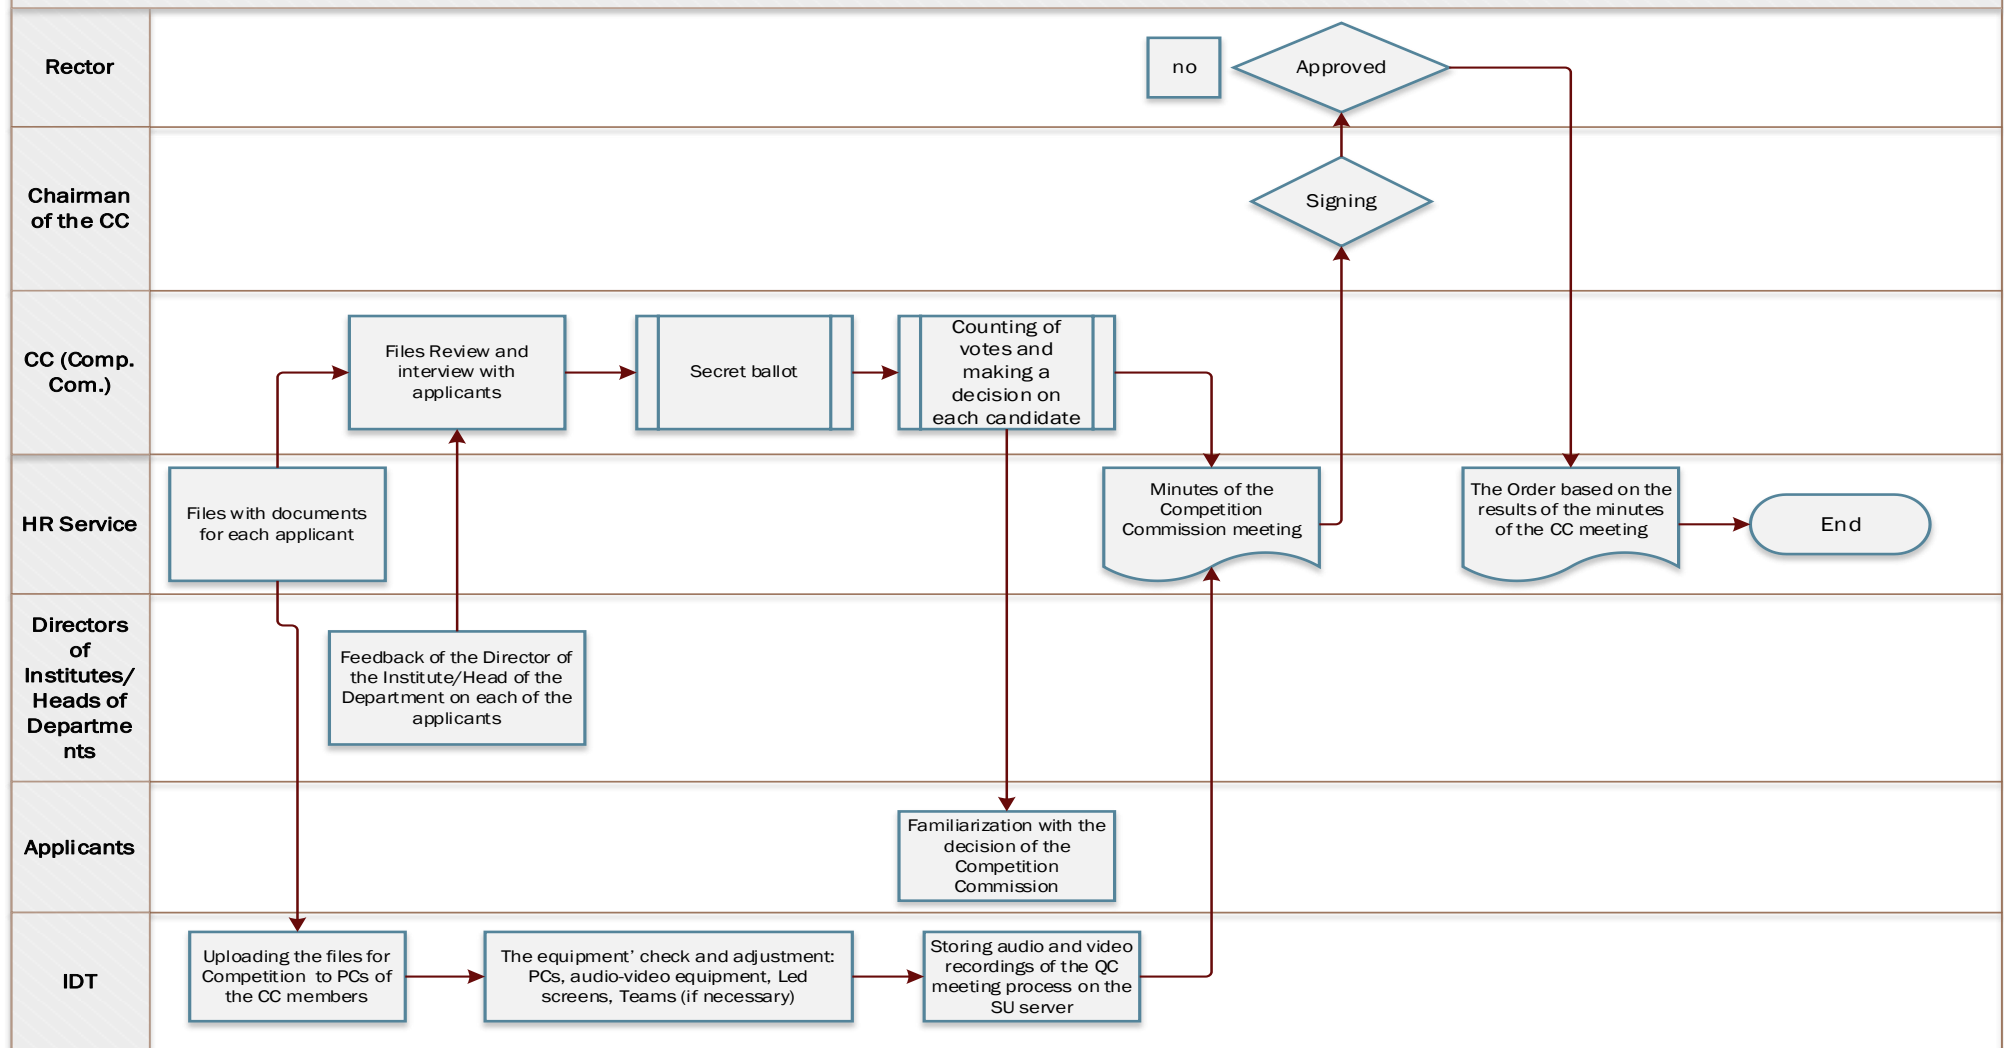 Rector
no
Approved
Chairman
of the CC
Signing
CC (Comp.
Com.)
Files Review and
interview with
applicants
Secret ballot
Counting of
votes and
making a
decision on
each candidate
HR Service
Files with documents
for each applicant
Minutes of the
Competition
Commission meeting
The Order based on the
results of the minutes
of the CC meeting
End
Directors
of
Institutes/
Heads of
Departme
nts
Feedback of the Director of
the Institute/Head of the
Department on each of the
applicants
Applicants
Familiarization with the
decision of the
Competition
Commission
IDT
Uploading the files for
Competition to PCs of
the CC members
The equipment’ check and adjustment:
PCs, audio-video equipment, Led
screens, Teams (if necessary)
Storing audio and video
recordings of the QC
meeting process on the
SU server